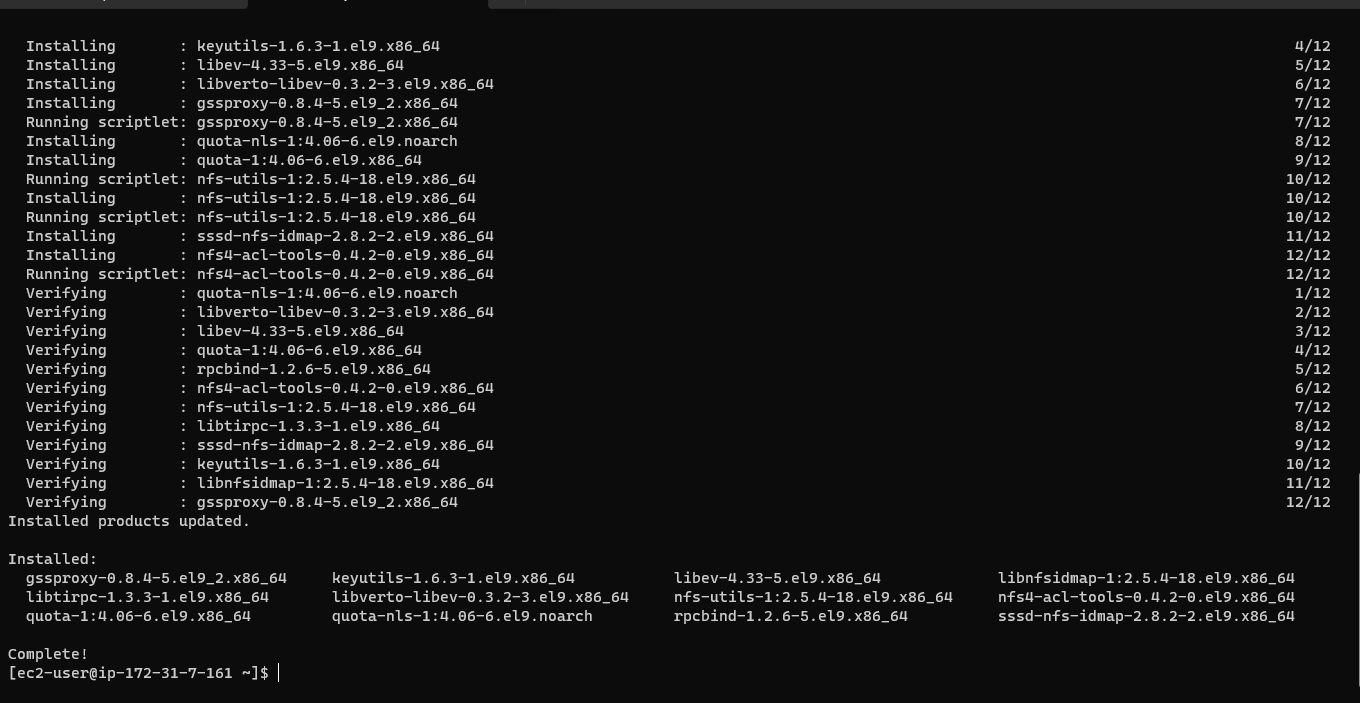 Installing : keyutils-1.6.3-1.el9.x86_64 4/12
Installing : libev-4.33-5.el9.x86_64 5/12
Installing : libverto-libev-0.3.2-3.el9.x86_64 6/12
Installing : gssproxy-0.8.4-5.el9_2.x86_64 7/12
Running scriptlet: gssproxy-0.8.4-5.el9_2.x86_64 7/12
Installing : quota-nls-1:4.06-6.el9.noarch 8/12
Installing : quota-1:4.06-6.el9.x86_64 9/12
Running scriptlet: nfs-utils-1:2.5.4-18.el9.x86_64 10/12
Installing : nfs-utils-1:2.5.4-18.el9.x86_64 10/12
Running scriptlet: nfs-utils-1:2.5.4-18.el9.x86_64 10/12
Installing : sssd-nfs-idmap-2.8.2-2.el9.x86_64 11/12
Installing : nfs4-acl-tools-0.4.2-0.el9.x86_64 12/12
Running scriptlet: nfs4-acl-tools-0.4.2-0.el9.x86_64 12/12
Verifying : quota-nls-1:4.06-6.el9.noarch 1/12
Verifying : libverto-libev-0.3.2-3.el9.x86_64 2/12
Verifying : libev-4.33-5.el9.x86_64 3/12
Verifying : quota-1:4.06-6.el9.x86_64 4/12
Verifying : rpcbind-1.2.6-5.el9.x86_64 5/12
Verifying : nfs4-acl-tools-0.4.2-0.el9.x86_64 6/12
Verifying : nfs-utils-1:2.5.4-18.el9.x86_64 7/12
Verifying : libtirpc-1.3.3-1.el9.x86_64 8/12
Verifying : sssd-nfs-idmap-2.8.2-2.el9.x86_64 9/12
Verifying : keyutils-1.6.3-1.el9.x86_64 10/12
Verifying : libnfsidmap-1:2.5.4-18.el9.x86_64 11/12
Verifying : gssproxy-0.8.4-5.el9_2.x86_64 12/12
Installed products updated.
Installed:
gssproxy-0.8.4-5.el9_2.x86_64 keyutils-1.6.3-1.el9.x86_64 libev-4.33-5.el9.x86_64 libnfsidmap-1:2.5.4-18.el9.x86_64
libtirpc-1.3.3-1.el9.x86_64 libverto-libev-0.3.2-3.el9.x86_64 nfs-utils-1:2.5.4-18.el9.x86_64 nfs4-acl-tools-0.4.2-0.el9.x86_64
quota-1:4.06-6.el9.x86_64 quota-nls-1:4.06-6.el9.noarch rpcbind-1.2.6-5.el9.x86_64 sssd-nfs-idmap-2.8.2-2.el9.x86_64
Complete!
[ec2-user@ip-172-31-7-161 ~]$